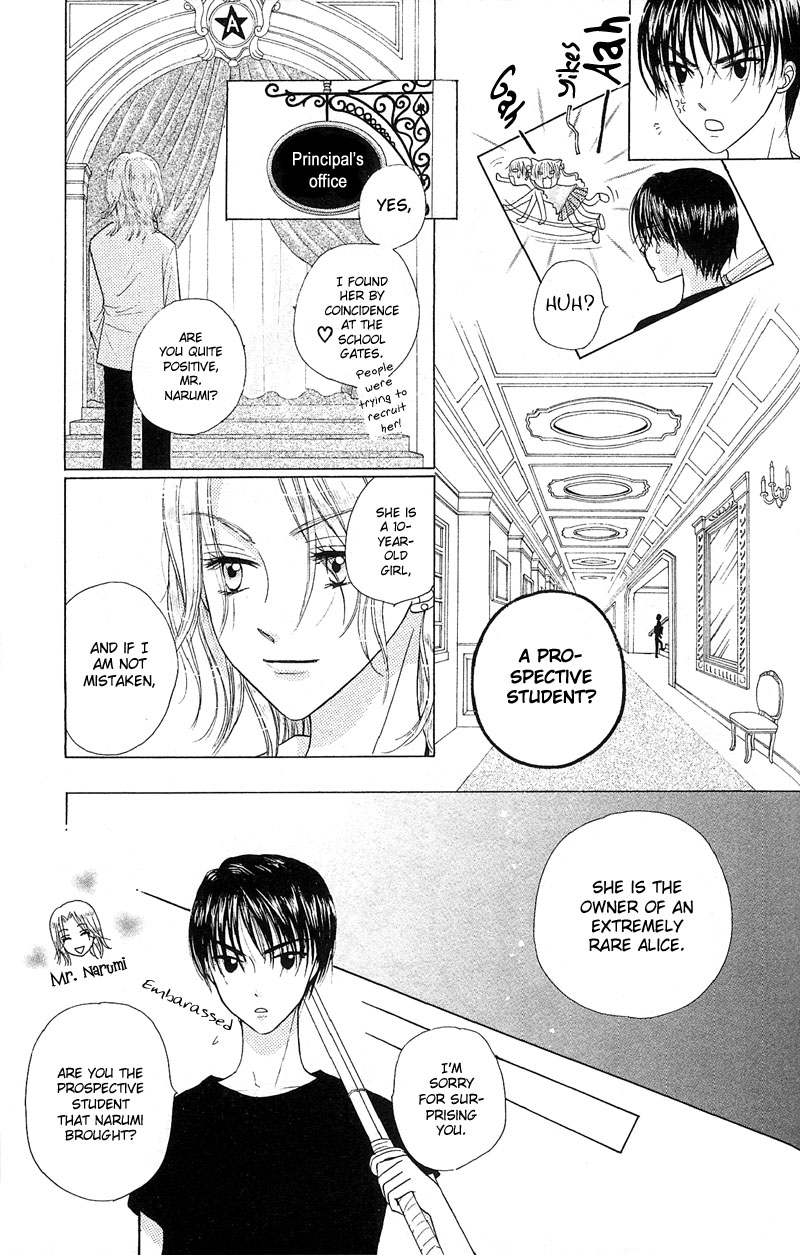 Aah
Yikes
Gah
HUH?
A PRO-
SPECTIVE
STUDENT?
A
Principal's
office
YES,
I FOUND
HER BY
COINCIDENCE
AT THE
SCHOOL
GATES.
People
were
trying to
recruit
her!
ARE
YOU QUITE
POSITIVE,
MR.
NARUMI?
SHE IS
A 10-
YEAR-
OLD
GIRL,
AND IF I
AM NOT
MISTAKEN,
SHE IS THE
OWNER OF AN
EXTREMELY
RARE ALICE.
I'M
SORRY
FOR SUR-
PRISING
YOU.
Embarassed
Mr. Narumi
ARE YOU THE
PROSPECTIVE
STUDENT
THAT NARUMI
BROUGHT?